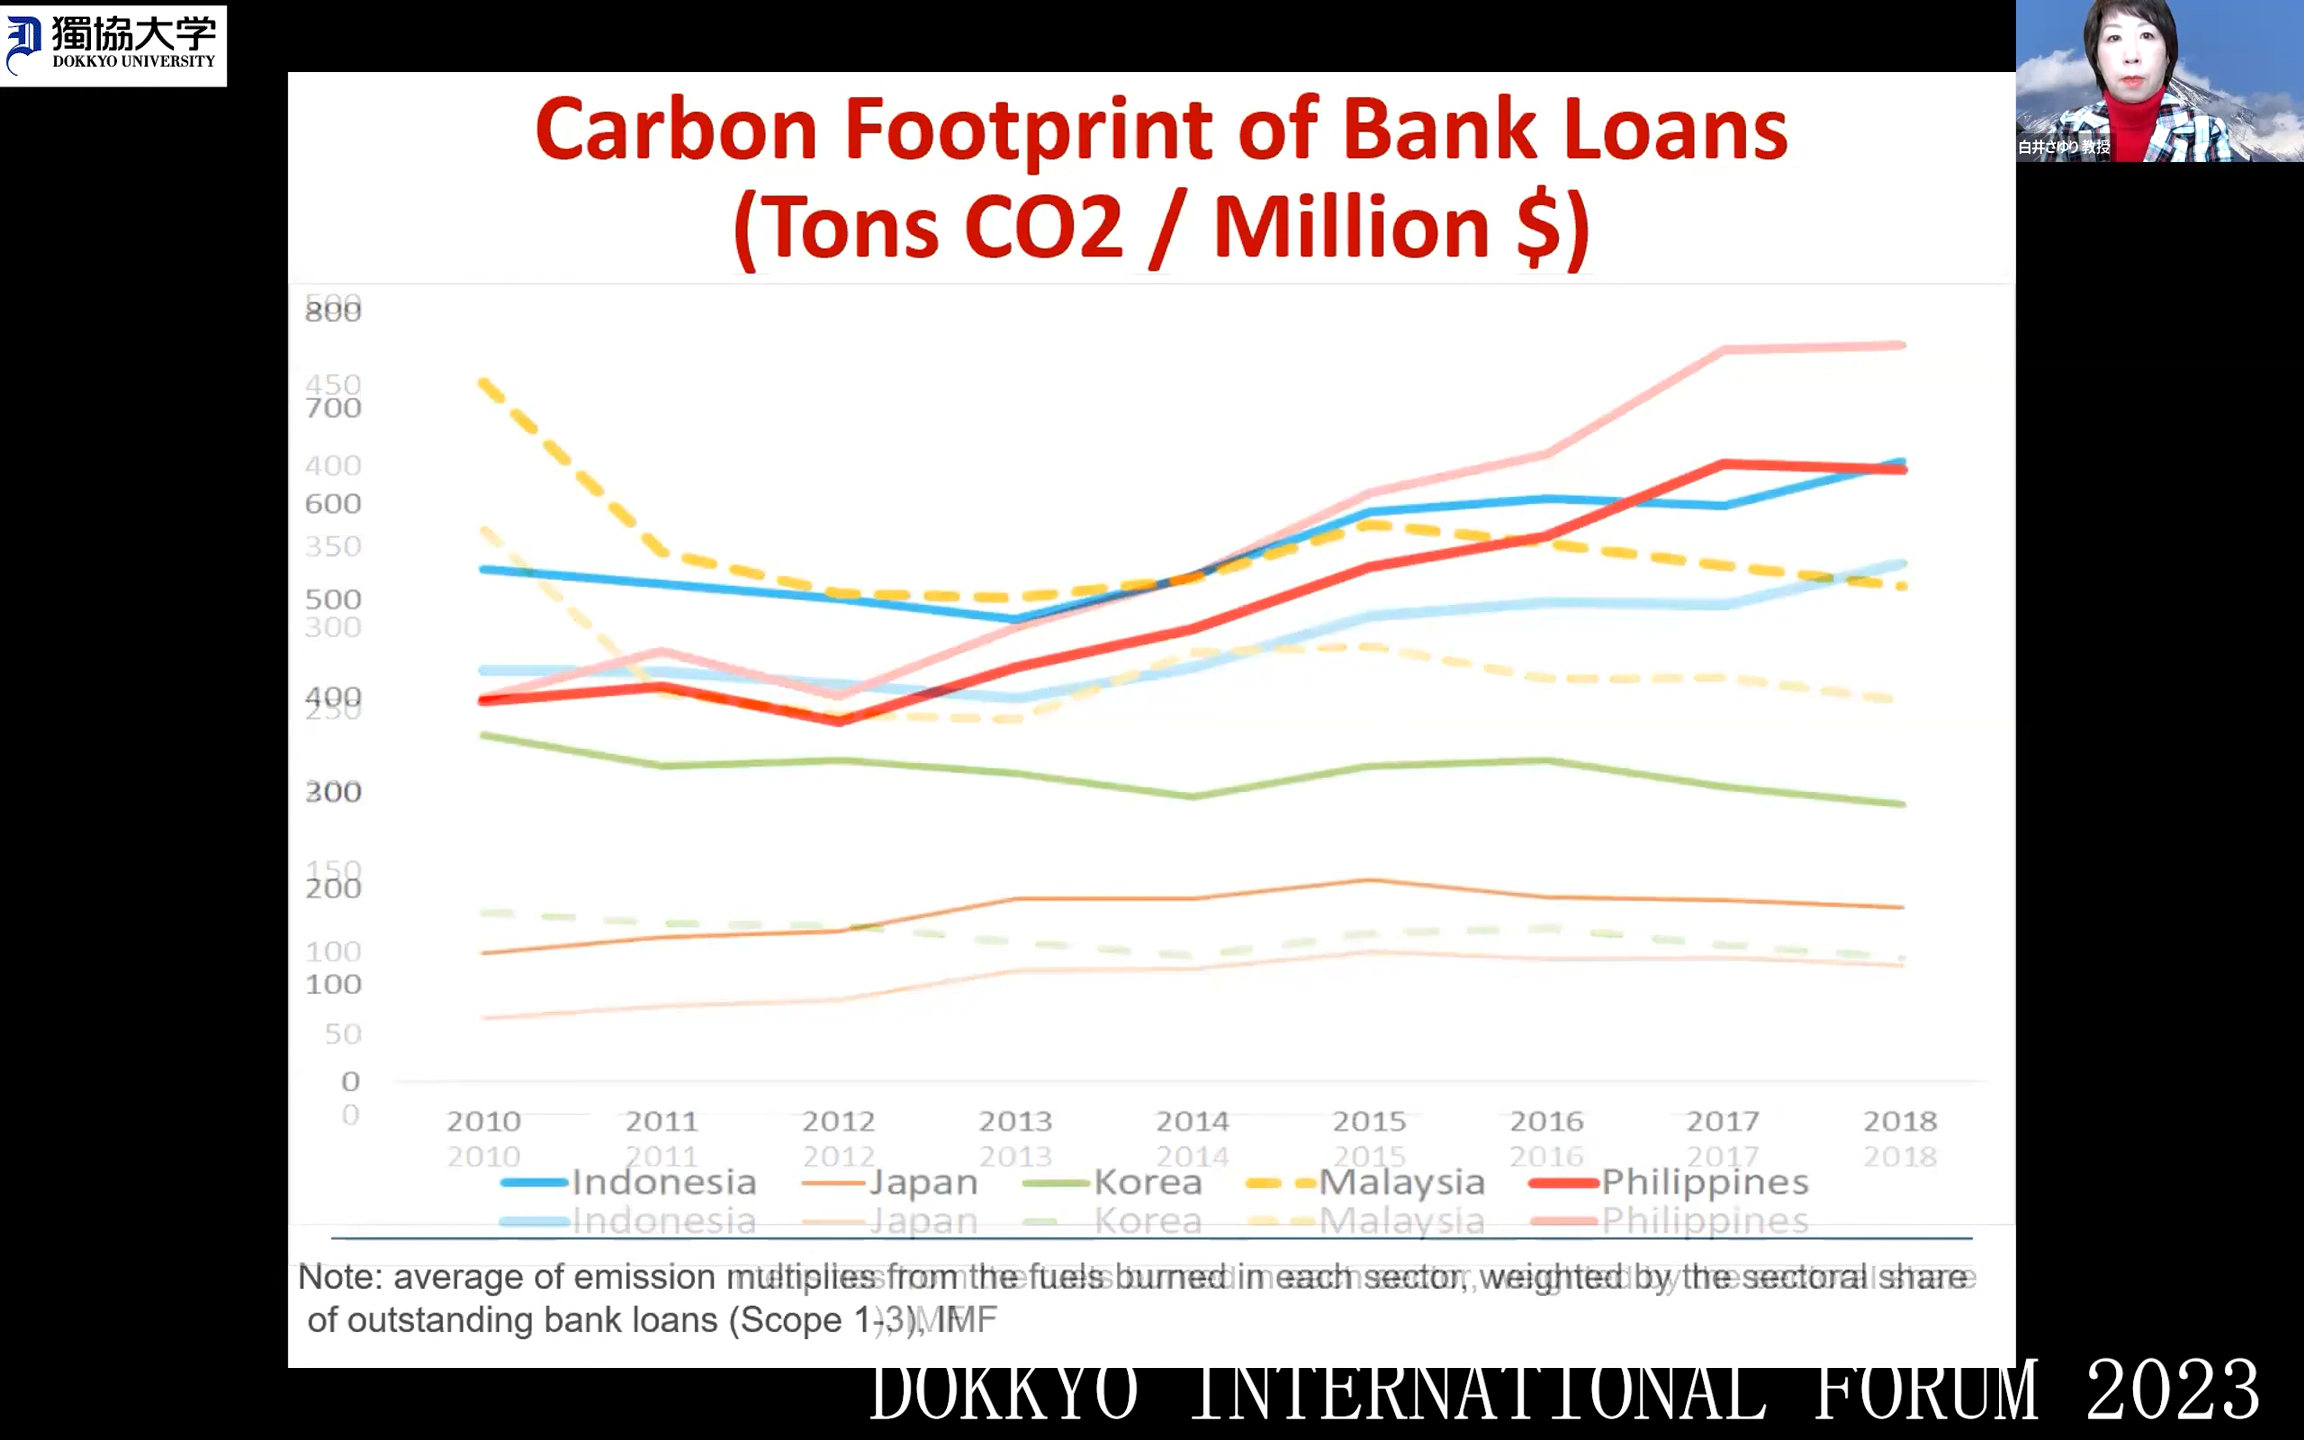 獨協大学
DOKKYO UNIVERSITY
白井さゆり 教授
Carbon Footprint of Bank Loans
(Tons CO2 / Million $)
800
450
700
400
600
350
500
300
400
250
300
150
200
100
100
50
0
0
2010 2011 2012 2013 2014 2015 2016 2017 2018
2010 2011 2012 2013 2014 2015 2016 2017 2018
Indonesia Japan Korea Malaysia Philippines
Indonesia Japan Korea Malaysia Philippines
Note: average of emission multiplies from the fuels burned in each sector, weighted by the sectoral share
of outstanding bank loans (Scope 1-3), IMF
DOKKYO INTERNATIONAL FORUM 2023